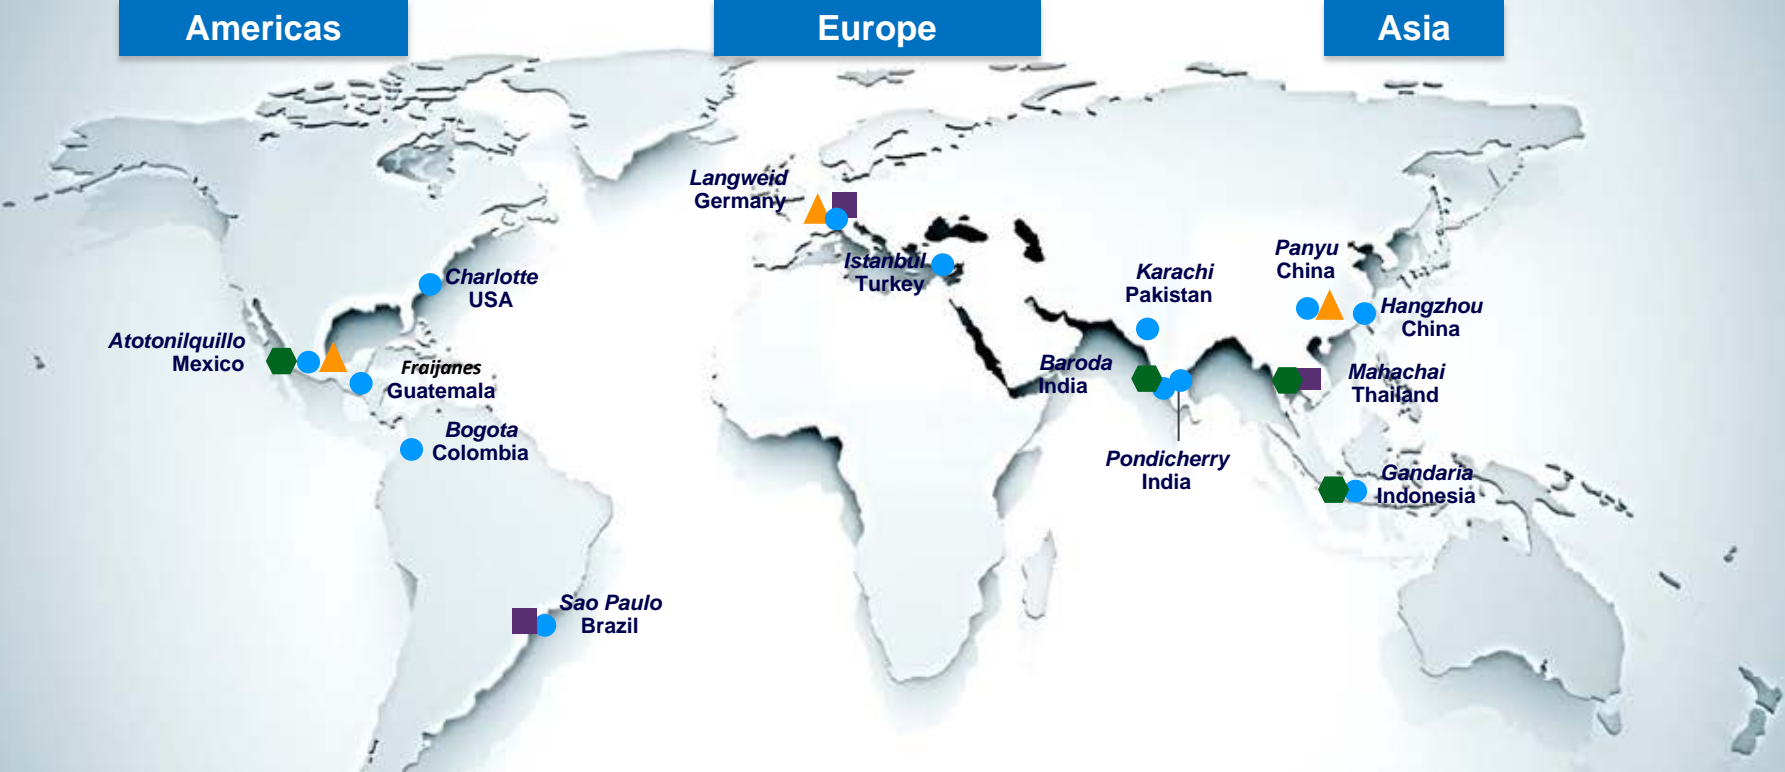 Americas
Europe
Asia
Langweid
Germany
Istanbul
Turkey
Charlotte
USA
Atotonilquillo
Mexico
Fraijanes
Guatemala
Bogota
Colombia
Sao Paulo
Brazil
Karachi
Pakistan
Panyu
China
Hangzhou
China
Baroda
India
Mahachai
Thailand
Pondicherry
India
Gandaria
Indonesia